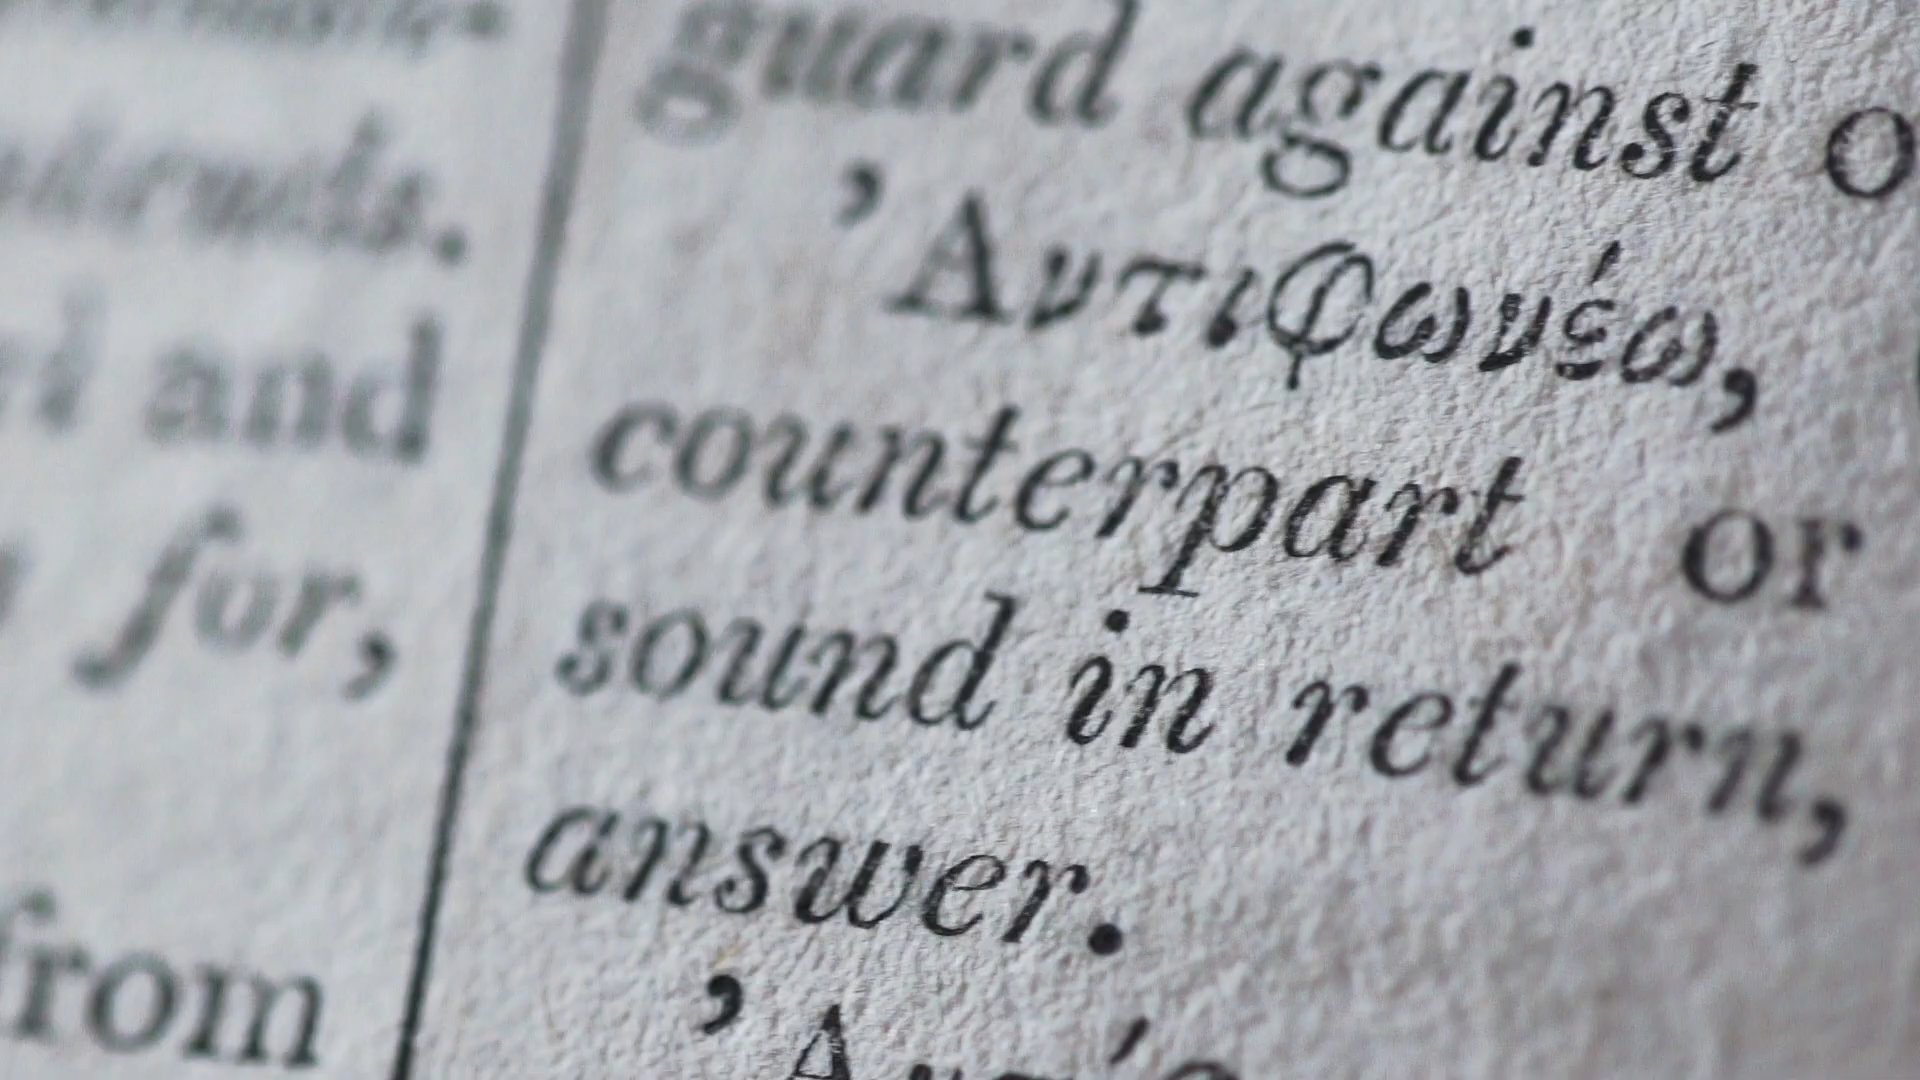 and
for,
from
guard against
Ἀντιφωνέω,
counterpart or
sound in return,
answer.